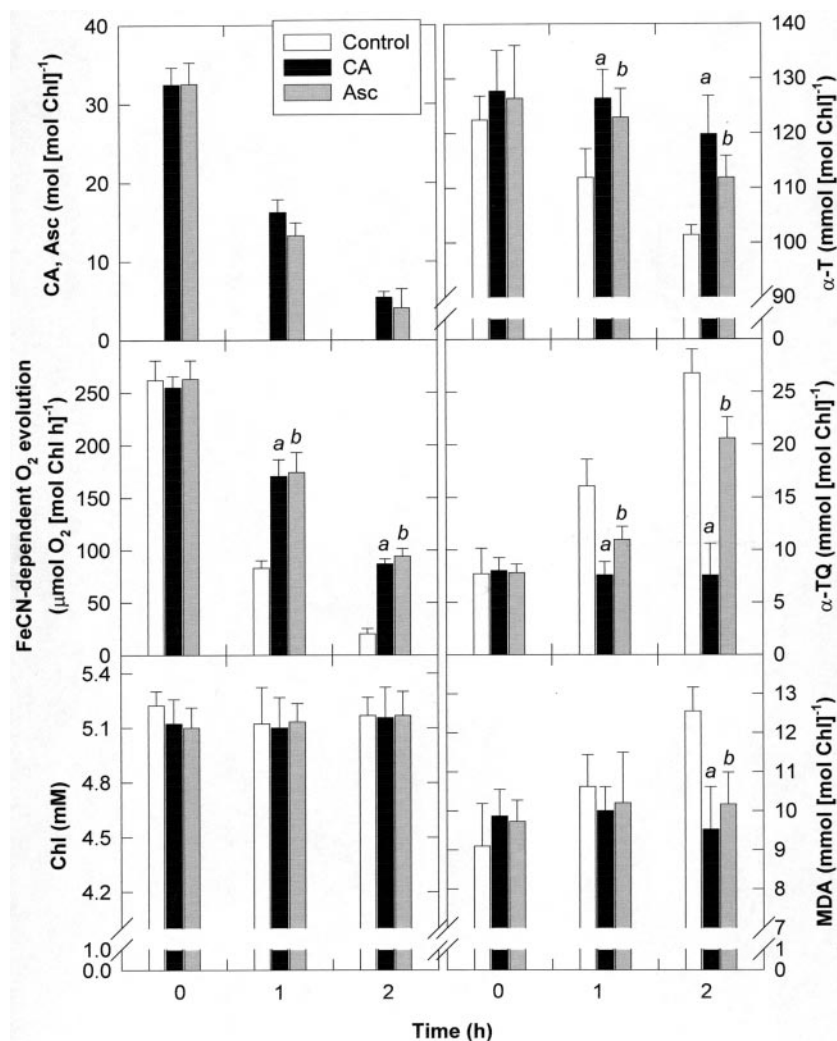 Control
CA
Asc
CA, Asc (mol [mol Chl]⁻¹)
40
30
20
10
0
α-T (mmol [mol Chl]⁻¹)
140
130
120
110
100
90
0
a
b
a
b
FeCN-dependent O₂ evolution
(μmol O₂ [mol Chl h]⁻¹)
250
200
150
100
50
0
a
b
a
b
α-TQ (mmol [mol Chl]⁻¹)
25
20
15
10
5
0
a
b
a
b
Chl (mM)
5.4
5.1
4.8
4.5
4.2
1.0
0.0
MDA (mmol [mol Chl]⁻¹)
13
12
11
10
9
8
7
1
0
a
b
0
1
2
0
1
2
Time (h)